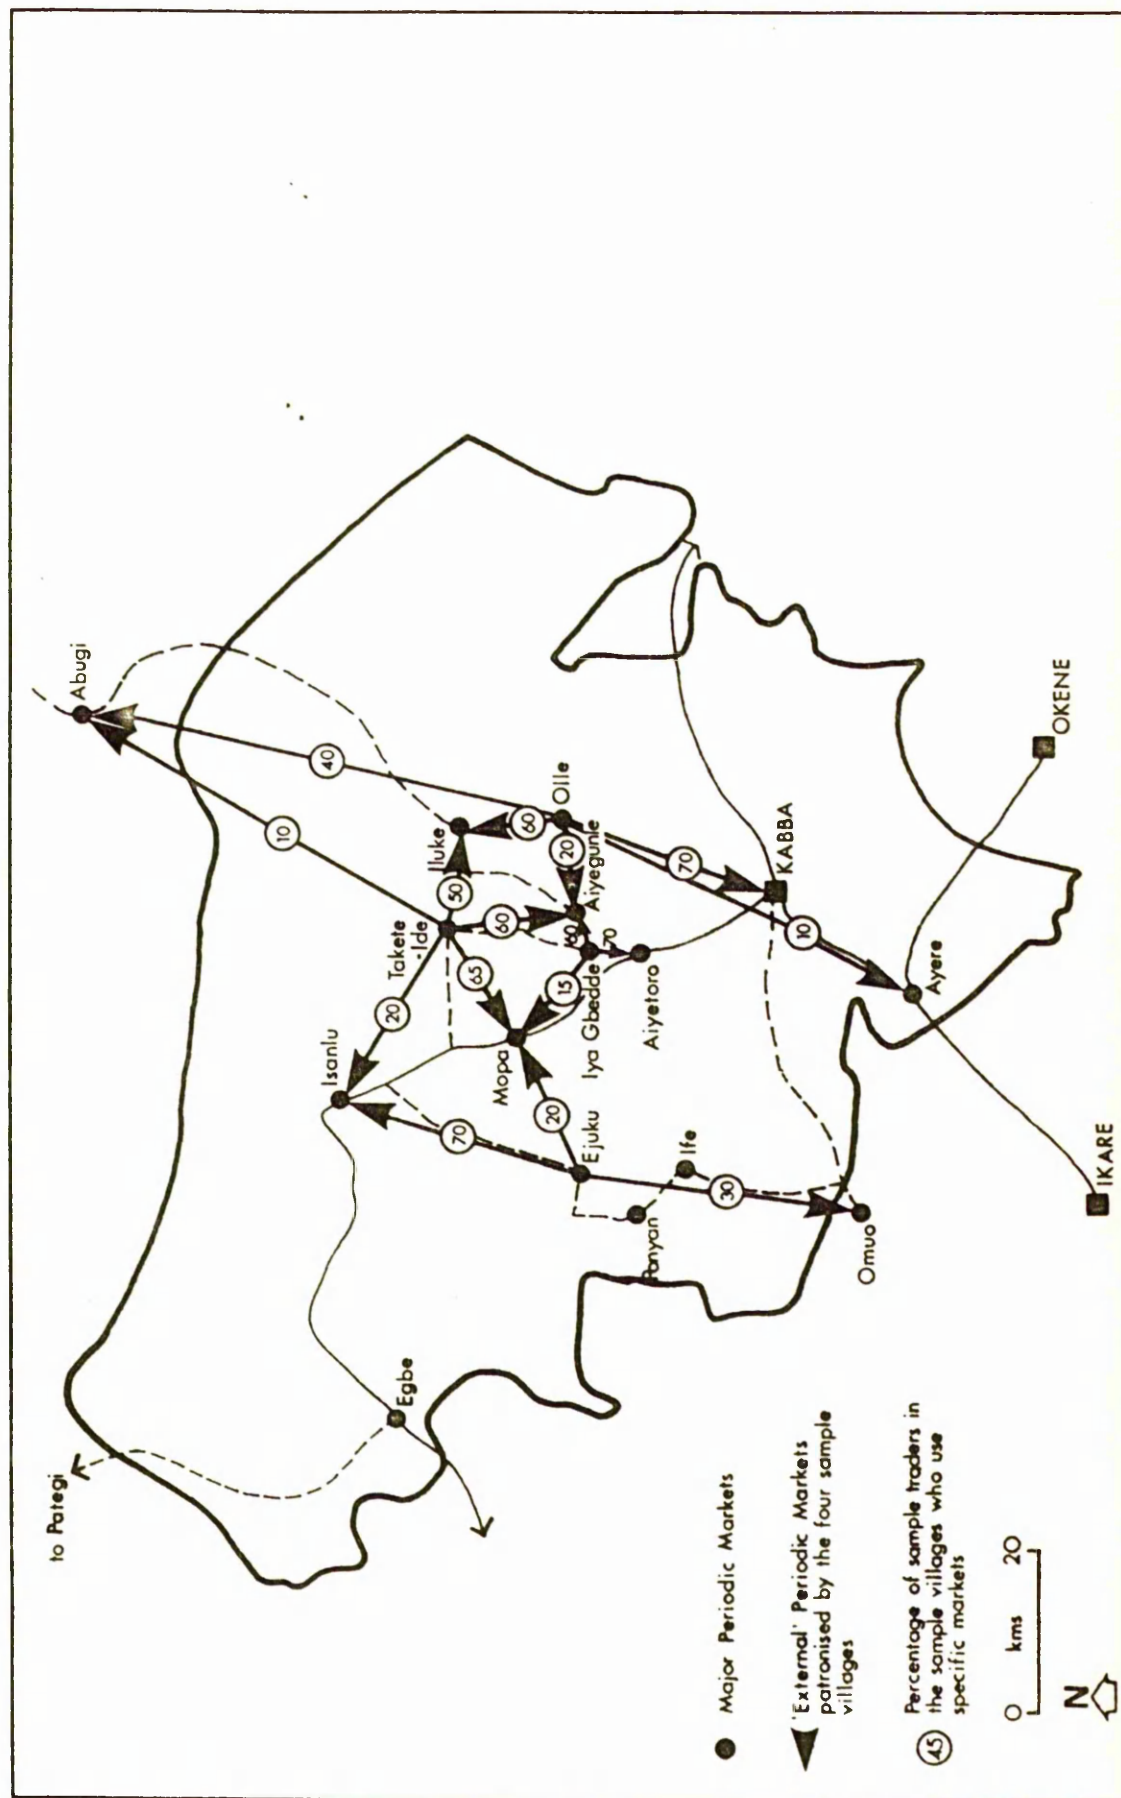 to Pategi
Abugi
Egbe
Isanlu
20
Takete
-Ide
10
40
50
Iluke
60
65
60
70
Mopa
20
Ejuku
15
Iya Gbedde
60
70
Aiyegunle
20
Olle
Aiyetoro
Ponyan
Ife
30
Omuo
70
KABBA
10
Ayere
OKENE
IKARE
Major Periodic Markets
'External' Periodic Markets
patronised by the four sample
villages
45
Percentage of sample traders in
the sample villages who use
specific markets
0 kms 20
N